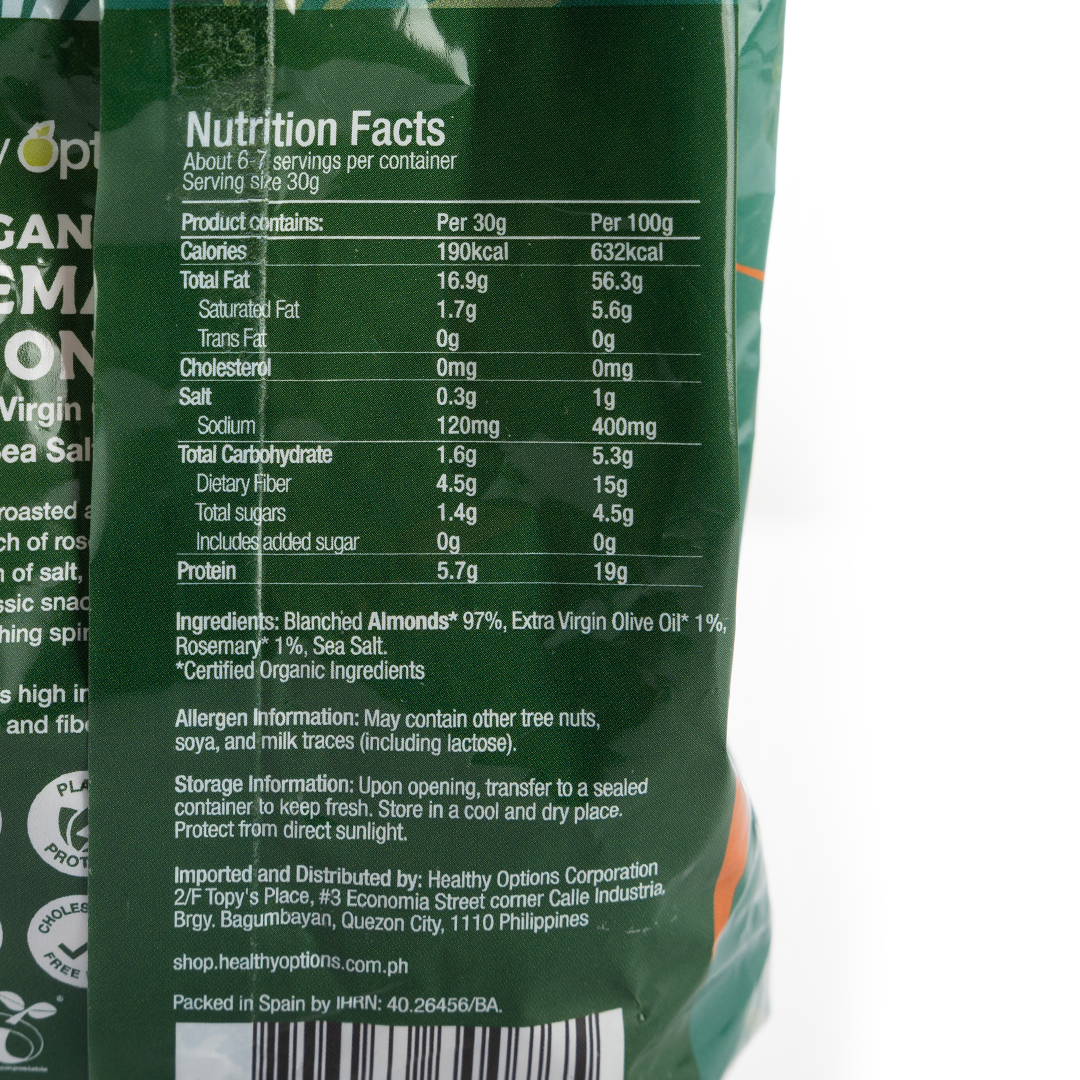 Nutrition Facts
About 6-7 servings per container
Serving size 30g
Product contains: Per 30g Per 100g
Calories 190kcal 632kcal
Total Fat 16.9g 56.3g
Saturated Fat 1.7g 5.6g
Trans Fat 0g 0g
Cholesterol 0mg 0mg
Salt 0.3g 1g
Sodium 120mg 400mg
Total Carbohydrate 1.6g 5.3g
Dietary Fiber 4.5g 15g
Total sugars 1.4g 4.5g
Includes added sugar 0g 0g
Protein 5.7g 19g
Ingredients: Blanched Almonds* 97%, Extra Virgin Olive Oil* 1%,
Rosemary* 1%, Sea Salt.
*Certified Organic Ingredients
Allergen Information: May contain other tree nuts,
soya, and milk traces (including lactose).
Storage Information: Upon opening, transfer to a sealed
container to keep fresh. Store in a cool and dry place.
Protect from direct sunlight.
Imported and Distributed by: Healthy Options Corporation
2/F Topy's Place, #3 Economia Street corner Calle Industria,
Brgy. Bagumbayan, Quezon City, 1110 Philippines
shop.healthyoptions.com.ph
Packed in Spain by IHRN: 40.26456/BA.
Virgin
roasted
of
of salt,
high
and
FREE